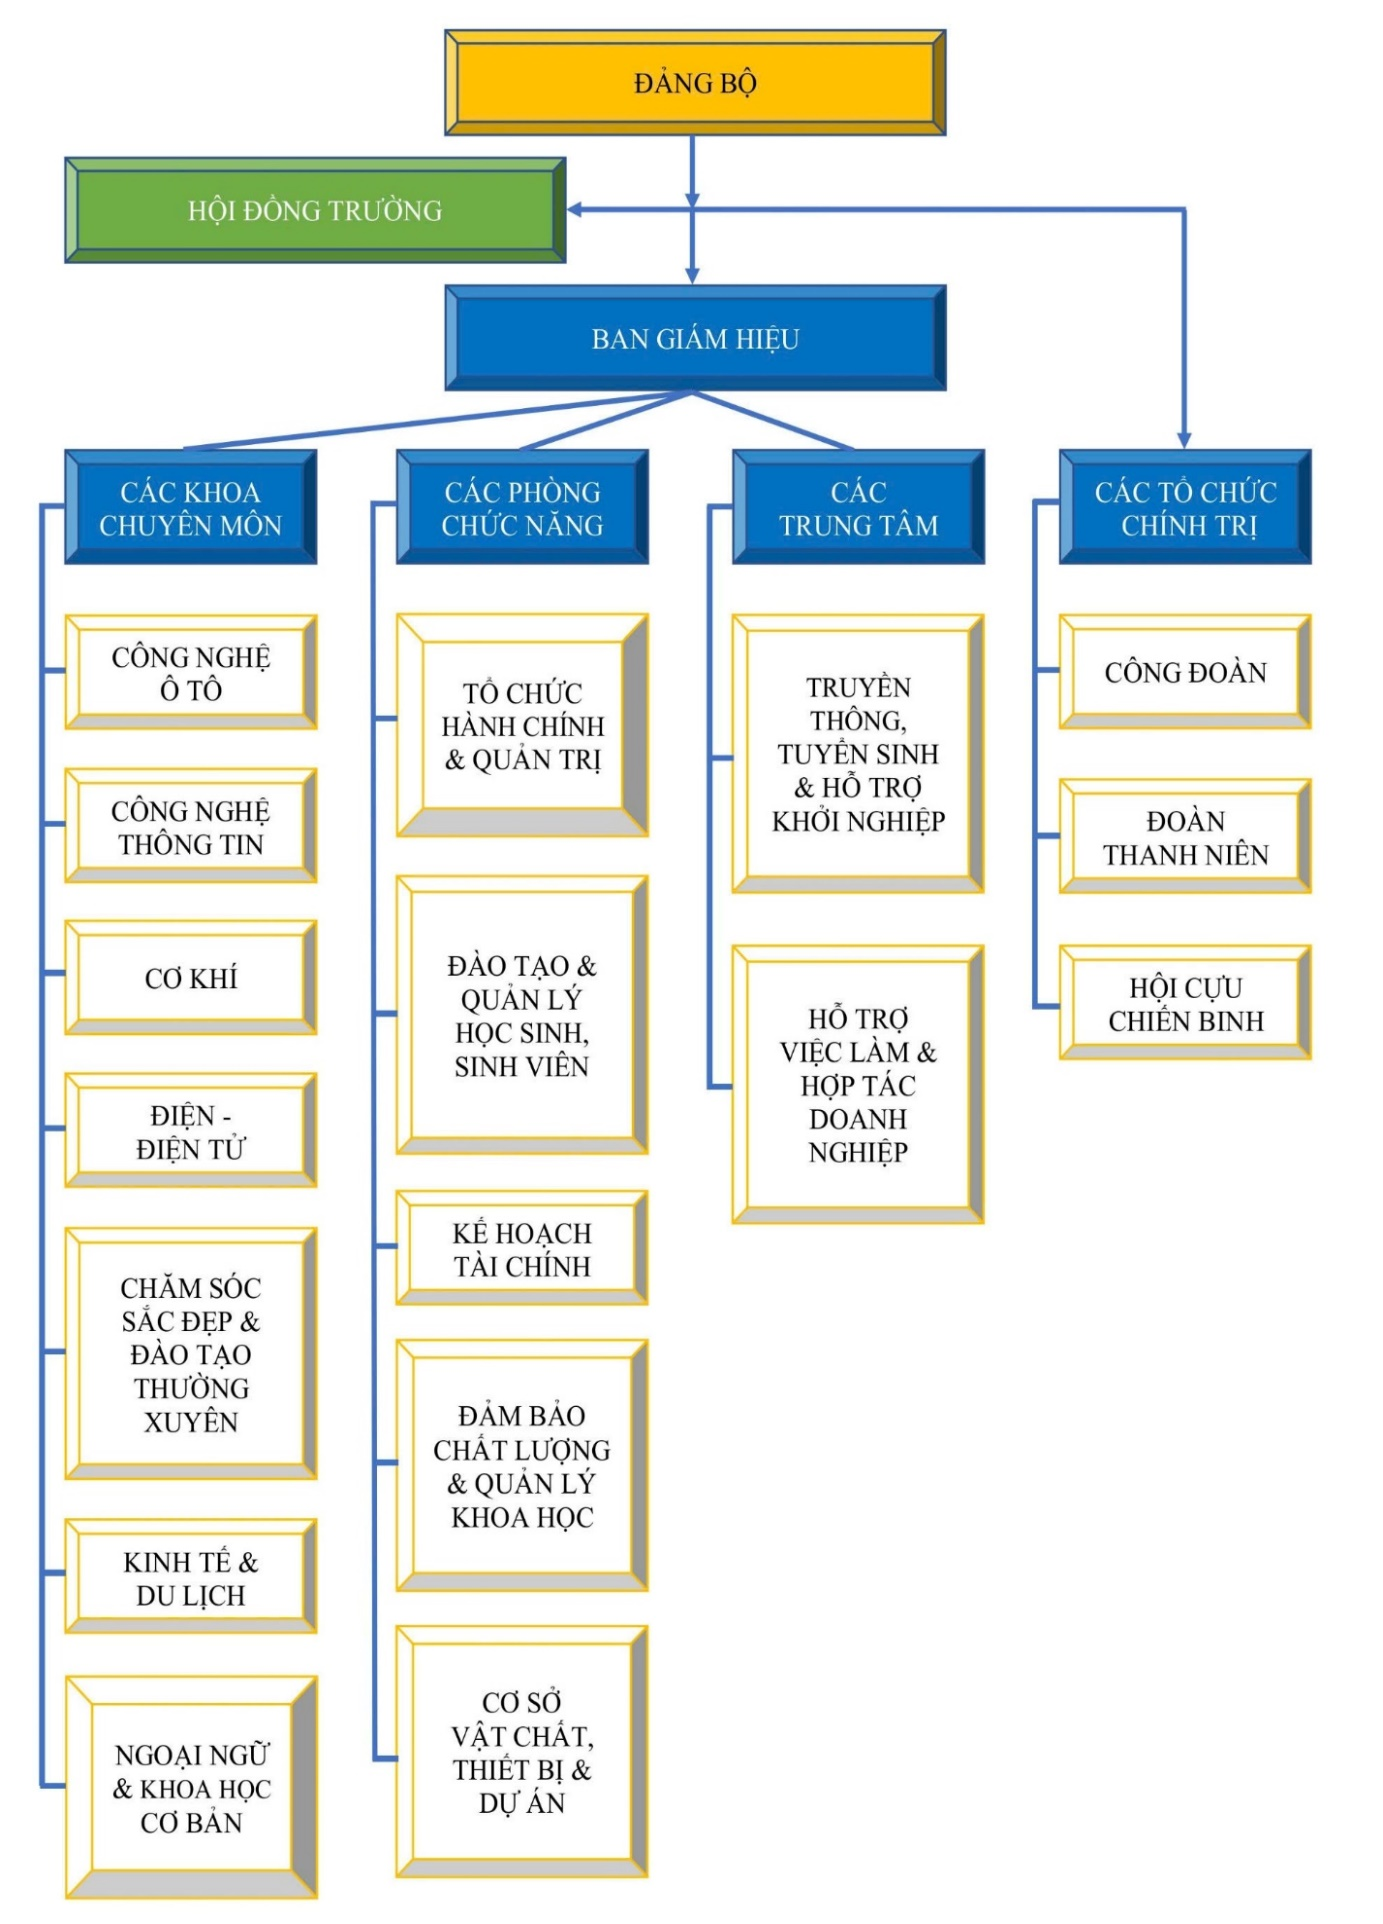 ĐẢNG BỘ
HỘI ĐỒNG TRƯỜNG
BAN GIÁM HIỆU
CÁC KHOA
CHUYÊN MÔN
CÔNG NGHỆ
Ô TÔ
CÔNG NGHỆ
THÔNG TIN
CƠ KHÍ
ĐIỆN -
ĐIỆN TỬ
CHĂM SÓC
SẮC ĐẸP &
ĐÀO TẠO
THƯỜNG
XUYÊN
KINH TẾ &
DU LỊCH
NGOẠI NGỮ
& KHOA HỌC
CƠ BẢN
CÁC PHÒNG
CHỨC NĂNG
TỔ CHỨC
HÀNH CHÍNH
& QUẢN TRỊ
ĐÀO TẠO &
QUẢN LÝ
HỌC SINH,
SINH VIÊN
KẾ HOẠCH
TÀI CHÍNH
ĐẢM BẢO
CHẤT LƯỢNG
& QUẢN LÝ
KHOA HỌC
CƠ SỞ
VẬT CHẤT,
THIẾT BỊ &
DỰ ÁN
CÁC
TRUNG TÂM
TRUYỀN
THÔNG,
TUYỂN SINH
& HỖ TRỢ
KHỞI NGHIỆP
HỖ TRỢ
VIỆC LÀM &
HỢP TÁC
DOANH
NGHIỆP
CÁC TỔ CHỨC
CHÍNH TRỊ
CÔNG ĐOÀN
ĐOÀN
THANH NIÊN
HỘI CỰU
CHIẾN BINH